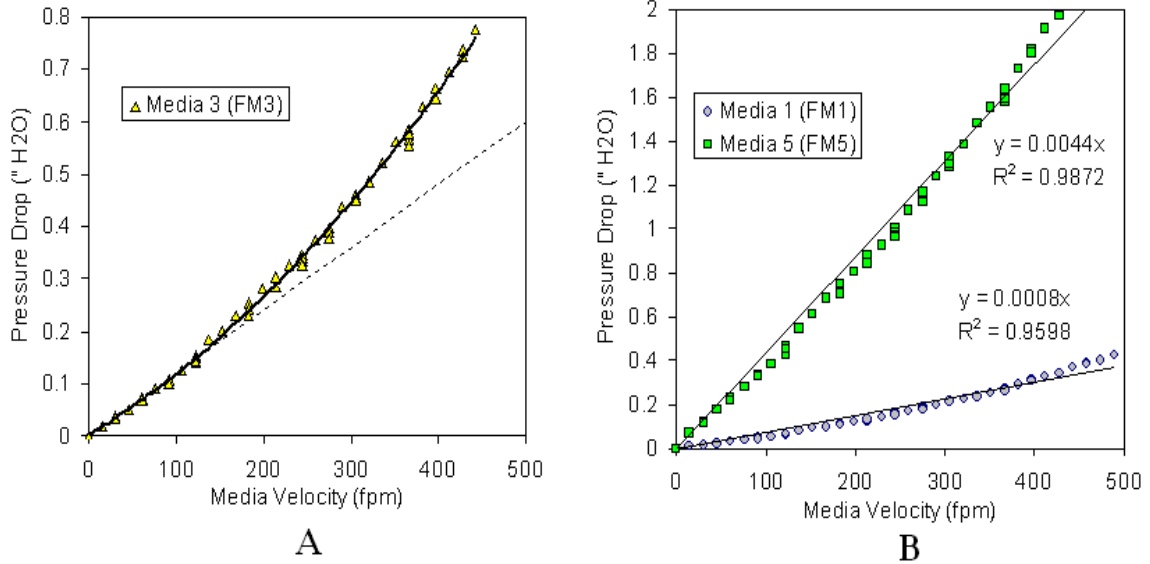 0.8
0.7
0.6
0.5
0.4
0.3
0.2
0.1
0
Pressure Drop (" H2O)
Media 3 (FM3)
0 100 200 300 400 500
Media Velocity (fpm)
A
2
1.8
1.6
1.4
1.2
1
0.8
0.6
0.4
0.2
0
Pressure Drop (" H2O)
Media 1 (FM1)
Media 5 (FM5)
y = 0.0044x
R² = 0.9872
y = 0.0008x
R² = 0.9598
0 100 200 300 400 500
Media Velocity (fpm)
B